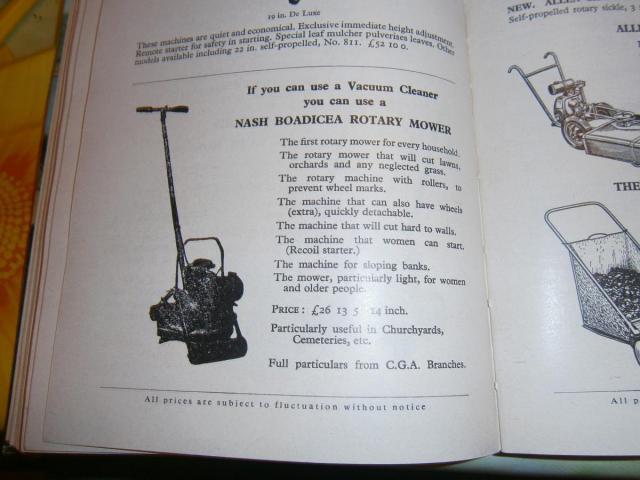 19 in. De Luxe
These machines are quiet and economical. Exclusive immediate height adjustment.
Remote starter for safety in starting. Special leaf mulcher pulverises leaves. Other
models available including 22 in. self-propelled, No. 811. £52 10 0.
If you can use a Vacuum Cleaner
you can use a
NASH BOADICEA ROTARY MOWER
The first rotary mower for every household.
The rotary mower that will cut lawns,
orchards and any neglected grass.
The rotary machine with rollers, to
prevent wheel marks.
The machine that can also have wheels
(extra), quickly detachable.
The machine that will cut hard to walls.
The machine that women can start.
(Recoil starter.)
The machine for sloping banks.
The mower, particularly light, for women
and older people.
PRICE: £26 13 5 14 inch.
Particularly useful in Churchyards,
Cemeteries, etc.
Full particulars from C.G.A. Branches.
All prices are subject to fluctuation without notice
NEW.
Self-propelled rotary sickle, 3
THE
All